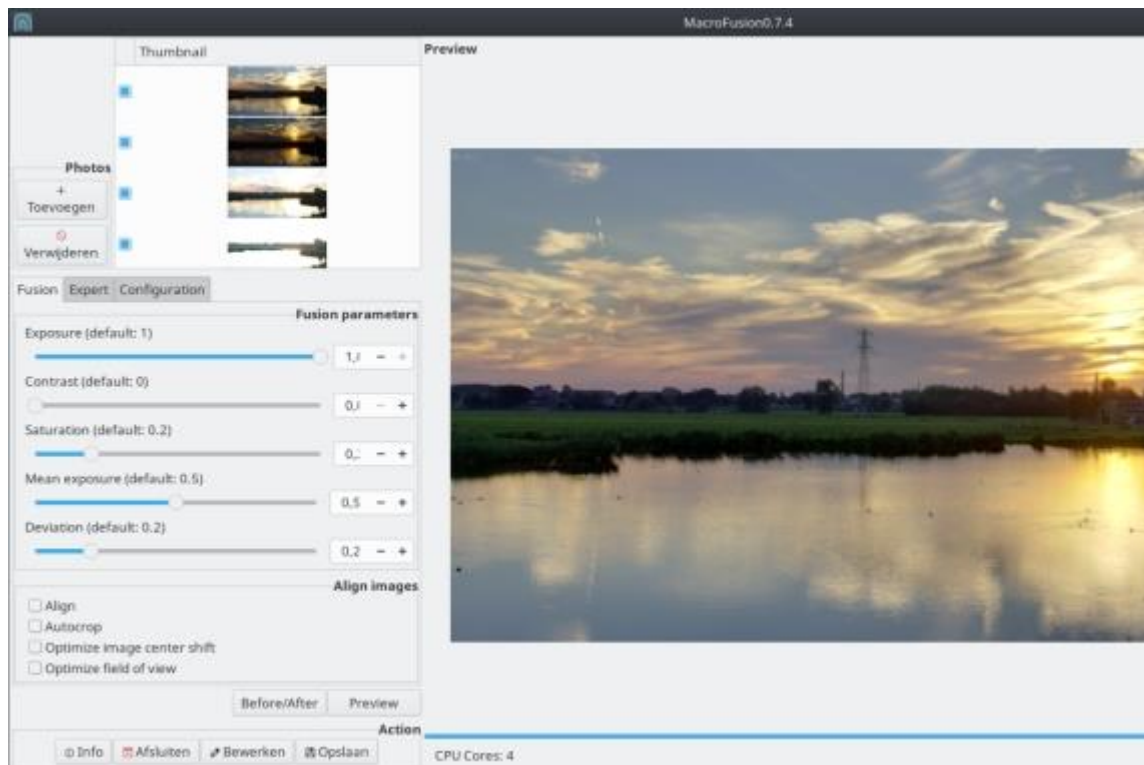 MacroFusion0.7.4
Thumbnail
Preview
Photos
+
Toevoegen
Verwijderen
Fusion Expert Configuration
Fusion parameters
Exposure (default: 1)
- +
Contrast (default: 0)
- +
Saturation (default: 0.2)
- +
Mean exposure (default: 0.5)
0,5 - +
Deviation (default: 0.2)
0,2 - +
Align images
Align
Autocrop
Optimize image center shift
Optimize field of view
Before/After Preview
Action
Info Afsluiten Bewerken Opslaan
CPU Cores: 4